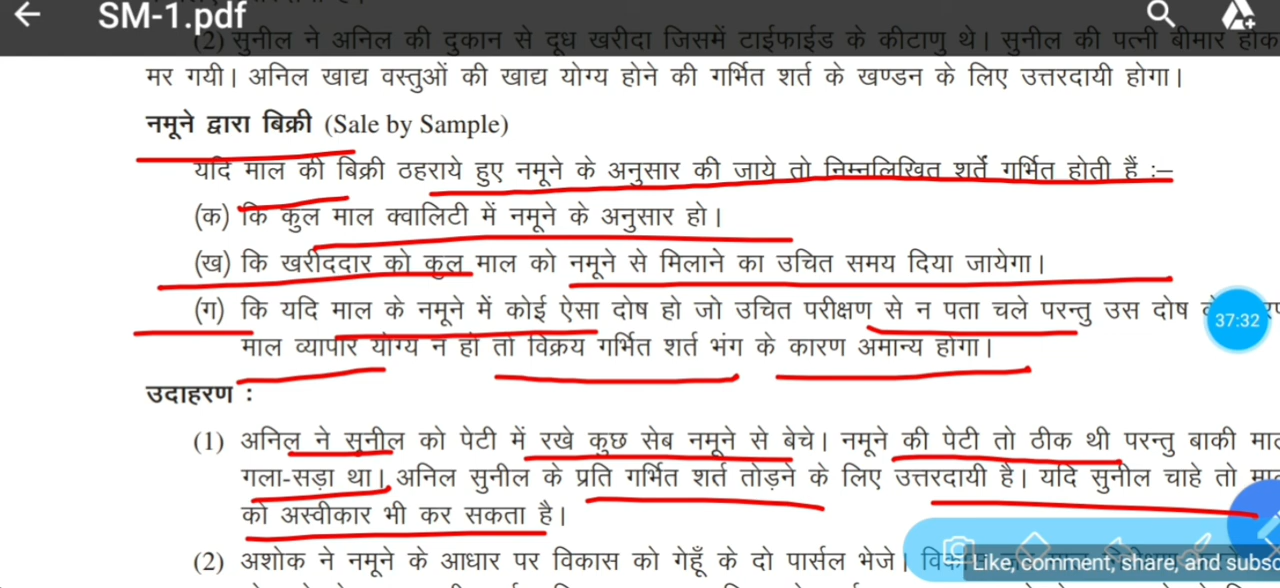 SM-1.pdf
(2) सुनील ने अनिल की दुकान से दूध खरीदा जिसमें टाईफाईड के कीटाणु थे। सुनील की पत्नी बीमार होक
मर गयी। अनिल खाद्य वस्तुओं की खाद्य योग्य होने की गर्भित शर्त के खण्डन के लिए उत्तरदायी होगा।
नमूने द्वारा बिक्री (Sale by Sample)
यदि माल की बिक्री ठहराये हुए नमूने के अनुसार की जाये तो निम्नलिखित शर्तें गर्भित होती हैं :–
(क) कि कुल माल क्वालिटी में नमूने के अनुसार हो।
(ख) कि खरीददार को कुल माल को नमूने से मिलाने का उचित समय दिया जायेगा।
(ग) कि यदि माल के नमूने में कोई ऐसा दोष हो जो उचित परीक्षण से न पता चले परन्तु उस दोष
37:32
माल व्यापार योग्य न हो तो विक्रय गर्भित शर्त भंग के कारण अमान्य होगा।
उदाहरण :
(1) अनिल ने सुनील को पेटी में रखे कुछ सेब नमूने से बेचे। नमूने की पेटी तो ठीक थी परन्तु बाकी
गला-सड़ा था। अनिल सुनील के प्रति गर्भित शर्त तोड़ने के लिए उत्तरदायी है। यदि सुनील चाहे तो
को अस्वीकार भी कर सकता है।
(2) अशोक ने नमूने के आधार पर विकास को गेहूँ के दो पार्सल भेजे।
Like, comment, share, and subsc